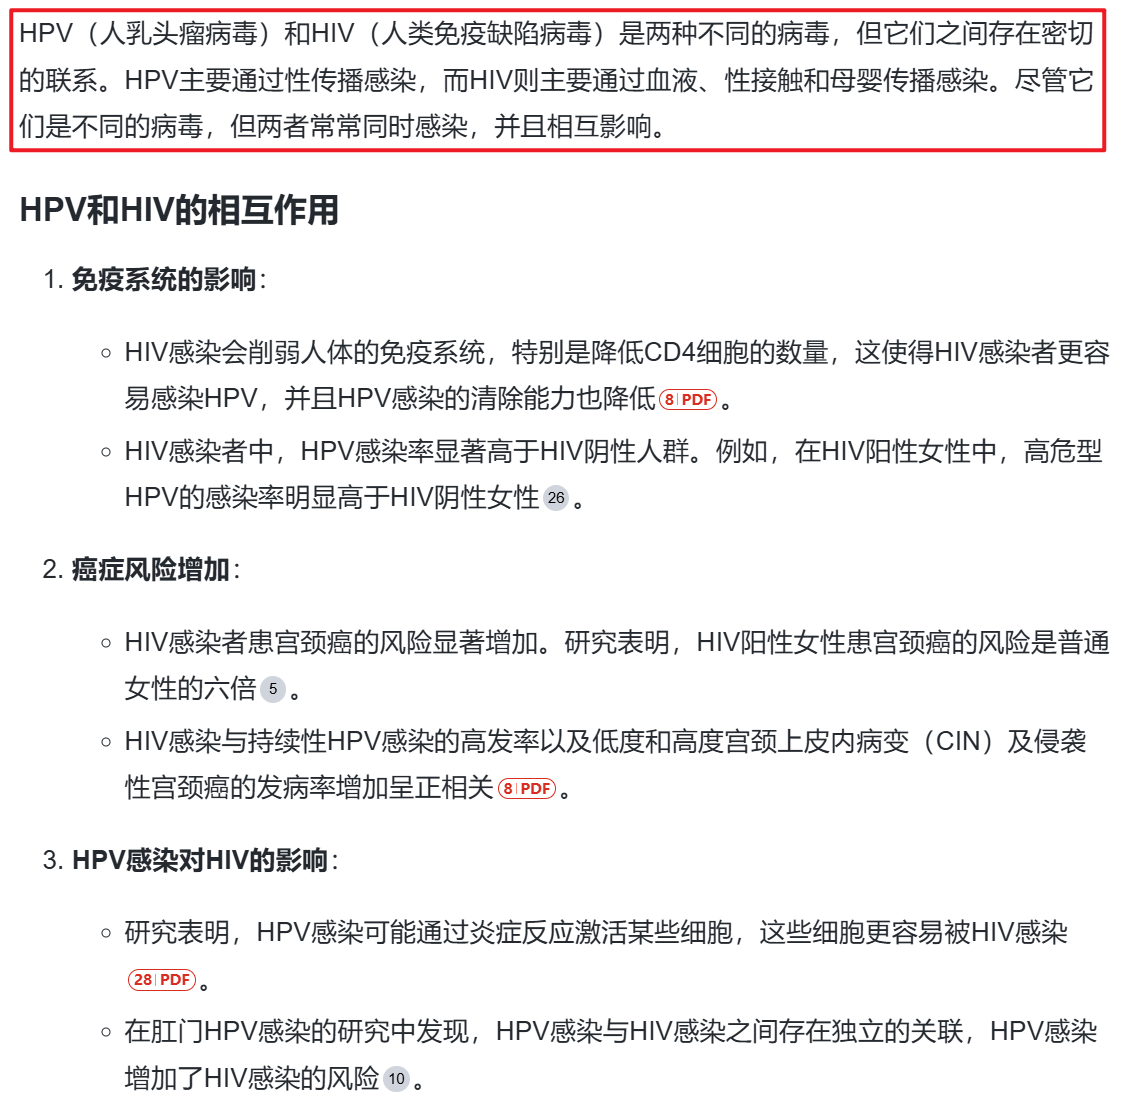 HPV（人乳头瘤病毒）和HIV（人类免疫缺陷病毒）是两种不同的病毒，但它们之间存在密切
的联系。HPV主要通过性传播感染，而HIV则主要通过血液、性接触和母婴传播感染。尽管它
们是不同的病毒，但两者常常同时感染，并且相互影响。
HPV和HIV的相互作用
1. 免疫系统的影响：
◦ HIV感染会削弱人体的免疫系统，特别是降低CD4细胞的数量，这使得HIV感染者更容
易感染HPV，并且HPV感染的清除能力也降低 8 | PDF 。
◦ HIV感染者中，HPV感染率显著高于HIV阴性人群。例如，在HIV阳性女性中，高危型
HPV的感染率明显高于HIV阴性女性 26 。
2. 癌症风险增加：
◦ HIV感染者患宫颈癌的风险显著增加。研究表明，HIV阳性女性患宫颈癌的风险是普通
女性的六倍 5 。
◦ HIV感染与持续性HPV感染的高发率以及低度和高度宫颈上皮内病变（CIN）及侵袭
性宫颈癌的发病率增加呈正相关 8 | PDF 。
3. HPV感染对HIV的影响：
◦ 研究表明，HPV感染可能通过炎症反应激活某些细胞，这些细胞更容易被HIV感染
28 | PDF 。
◦ 在肛门HPV感染的研究中发现，HPV感染与HIV感染之间存在独立的关联，HPV感染
增加了HIV感染的风险 10 。